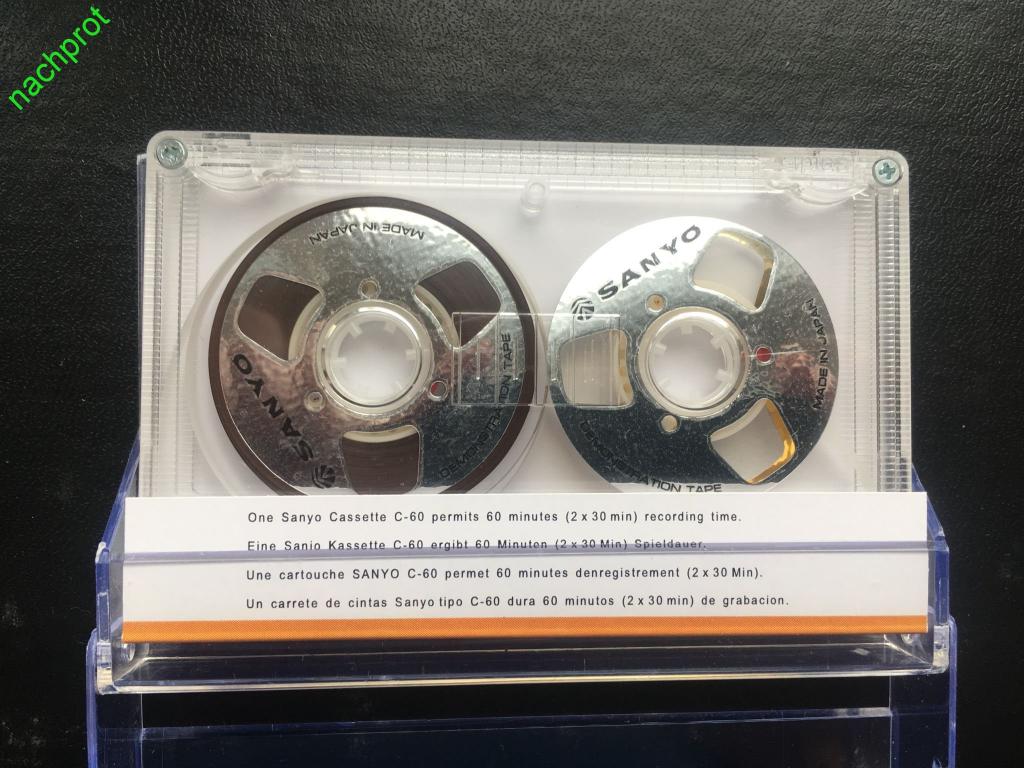 nachprot
MADE IN JAPAN
SANYO
DEMONSTRATION TAPE
SANYO
MADE IN JAPAN
DEMONSTRATION TAPE
One Sanyo Cassette C-60 permits 60 minutes (2 x 30 min) recording time.
Eine Sanio Kassette C-60 ergibt 60 Minuten (2 x 30 Min) Spieldauer.
Une cartouche SANYO C-60 permet 60 minutes denregistrement (2 x 30 Min).
Un carrete de cintas Sanyo tipo C-60 dura 60 minutos (2 x 30 min) de grabacion.